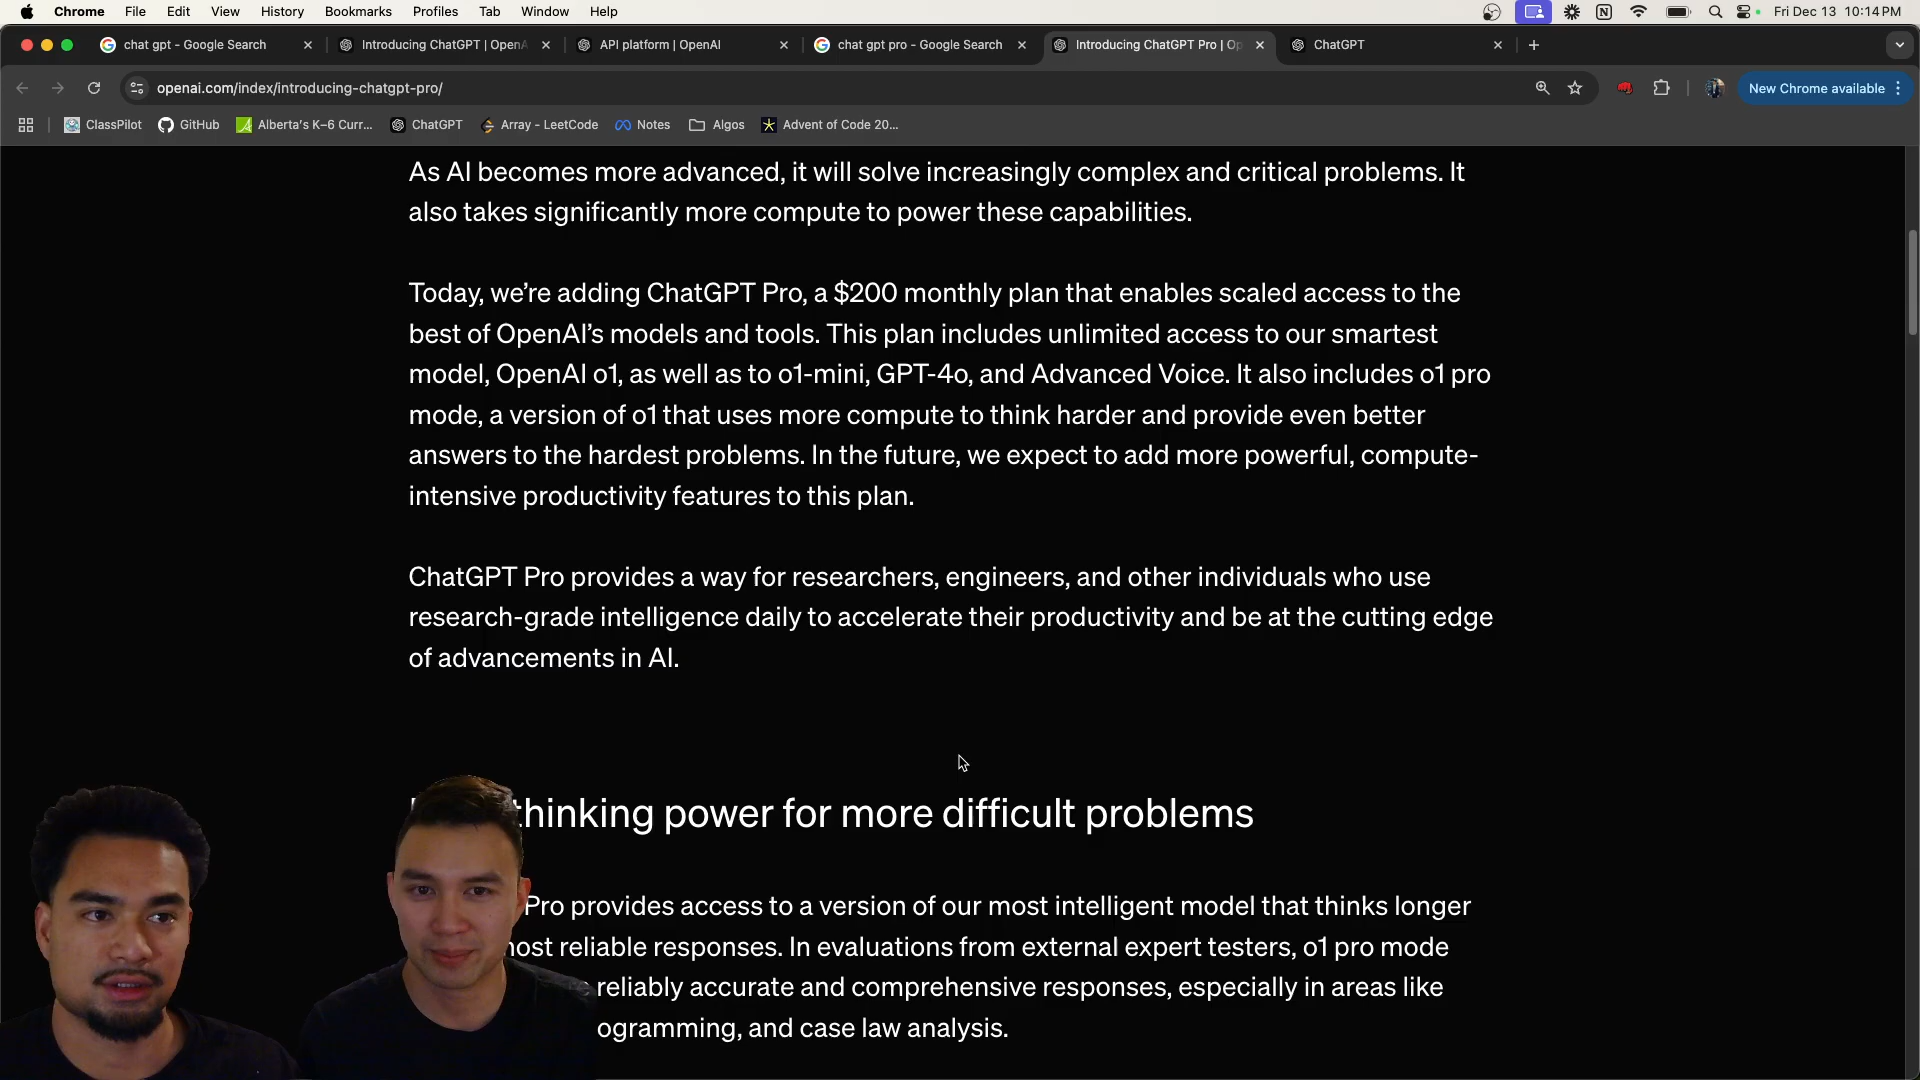 Chrome File Edit View History Bookmarks Profiles Tab Window Help Fri Dec 13 10:14 PM
chat gpt - Google Search
Introducing ChatGPT | OpenA
API platform | OpenAI
chat gpt pro - Google Search
Introducing ChatGPT Pro | Op
ChatGPT
openai.com/index/introducing-chatgpt-pro/
New Chrome available
ClassPilot GitHub Alberta's K–6 Curr... ChatGPT Array - LeetCode Notes Algos Advent of Code 20...
As AI becomes more advanced, it will solve increasingly complex and critical problems. It
also takes significantly more compute to power these capabilities.
Today, we're adding ChatGPT Pro, a $200 monthly plan that enables scaled access to the
best of OpenAI's models and tools. This plan includes unlimited access to our smartest
model, OpenAI o1, as well as to o1-mini, GPT-4o, and Advanced Voice. It also includes o1 pro
mode, a version of o1 that uses more compute to think harder and provide even better
answers to the hardest problems. In the future, we expect to add more powerful, compute-
intensive productivity features to this plan.
ChatGPT Pro provides a way for researchers, engineers, and other individuals who use
research-grade intelligence daily to accelerate their productivity and be at the cutting edge
of advancements in AI.
thinking power for more difficult problems
Pro provides access to a version of our most intelligent model that thinks longer
most reliable responses. In evaluations from external expert testers, o1 pro mode
reliably accurate and comprehensive responses, especially in areas like
ogramming, and case law analysis.